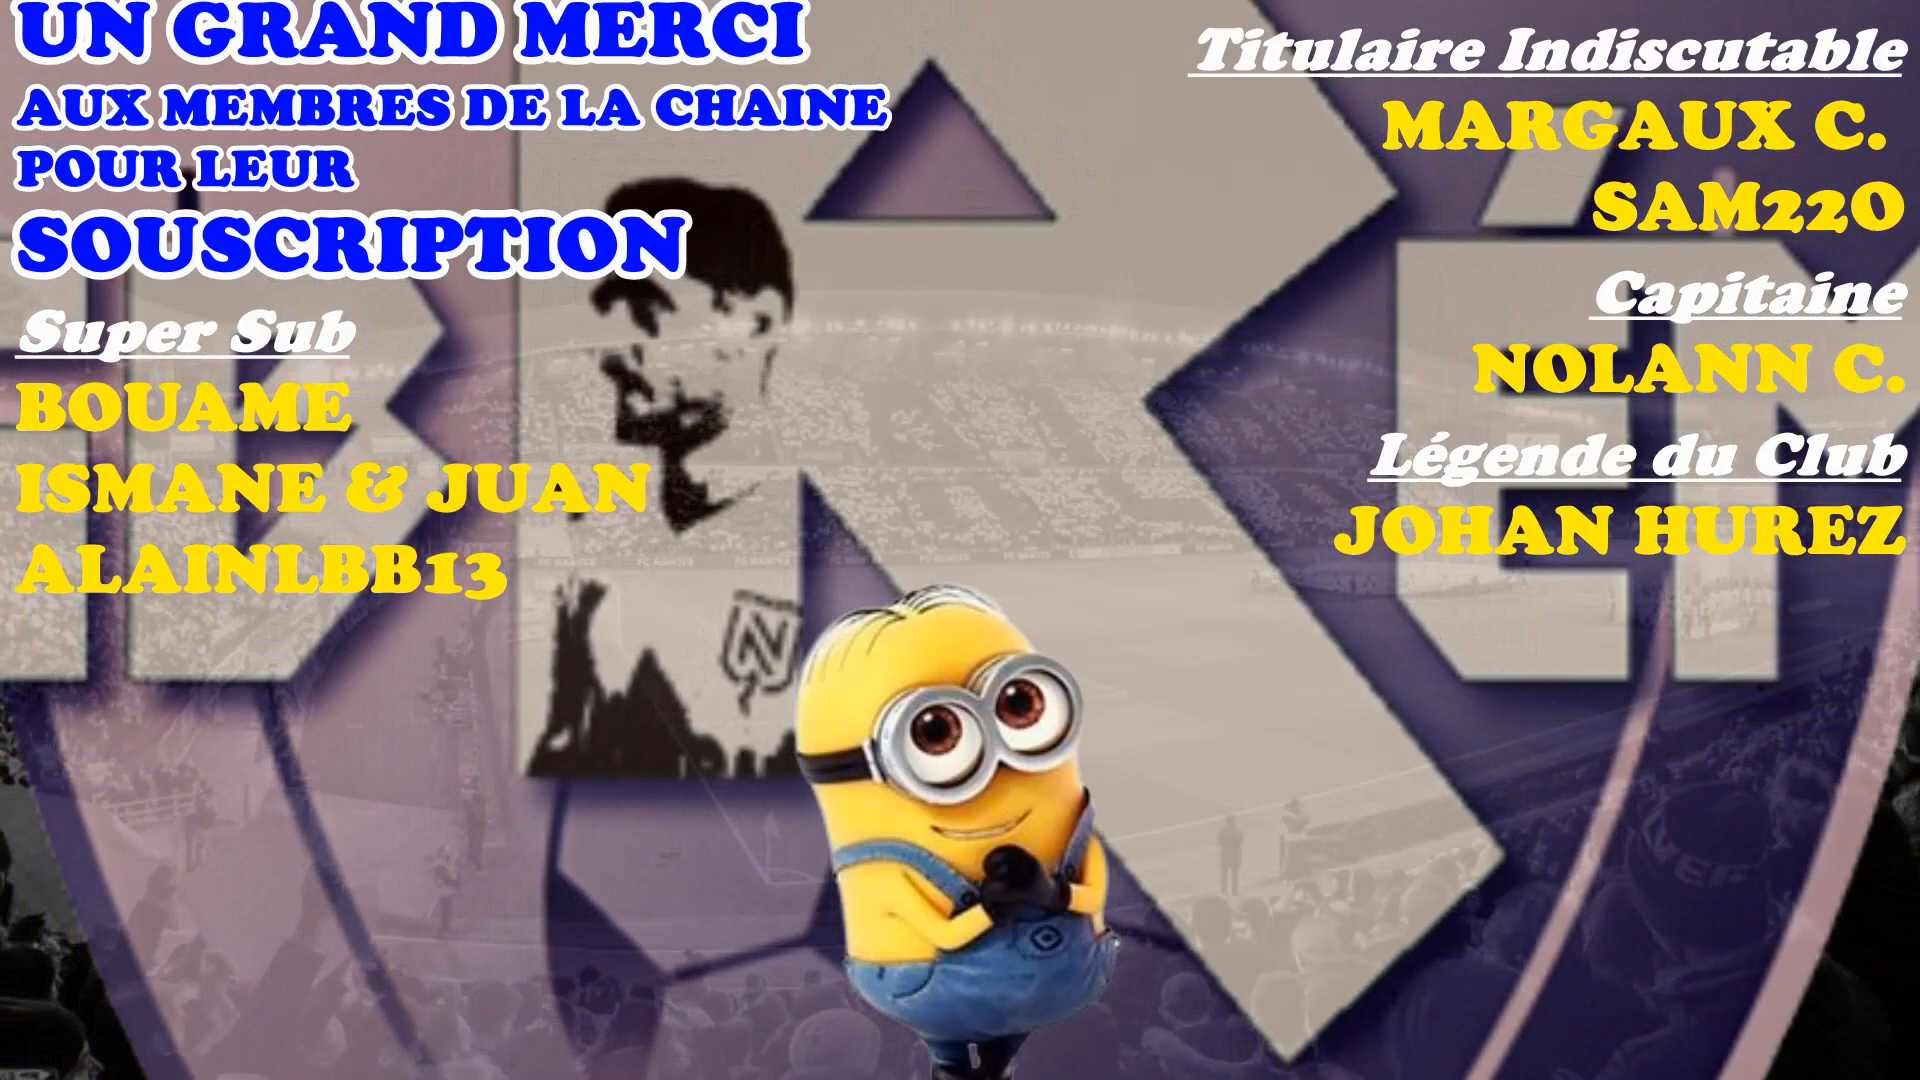 UN GRAND MERCI
AUX MEMBRES DE LA CHAINE
POUR LEUR
SOUSCRIPTION
Super Sub
BOUAME
ISMANE & JUAN
ALAINLBB13
Titulaire Indiscutable
MARGAUX C.
SAM220
Capitaine
NOLANN C.
Légende du Club
JOHAN HUREZ